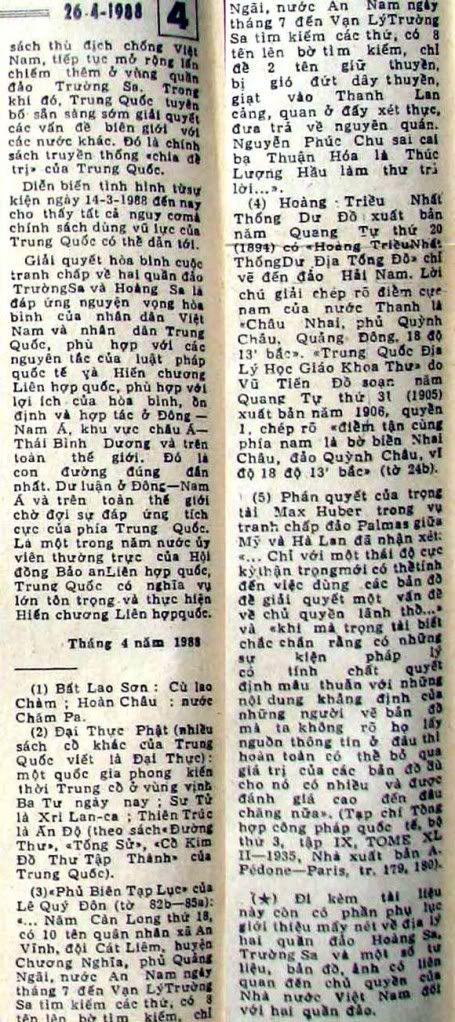 26-4-1988
4
sách thù địch chống Việt
Nam, tiếp tục mở rộng lấn
chiếm thêm ở vùng quần
đảo Trường Sa. Trong
khi đó, Trung Quốc tuyên
bố sẵn sàng sớm giải quyết
các vấn đề biên giới với
các nước khác. Đó là chính
sách truyền thống «chia để
trị» của Trung Quốc.
Diễn biến tình hình từsự
kiện ngày 14-3-1988 đến nay
cho thấy tất cả nguy cơmà
chính sách dùng vũ lực của
Trung Quốc có thể dẫn tới.
Giải quyết hòa bình cuộc
tranh chấp về hai quần đảo
TrườngSa và Hoàng Sa là
đáp ứng nguyện vọng hòa
bình của nhân dân Việt
Nam và nhân dân Trung
Quốc, phù hợp với các
nguyên tắc của luật pháp
quốc tế và Hiến chương
Liên hợp quốc, phù hợp với
lợi ích của hòa bình, ổn
định và hợp tác ở Đông —
Nam Á, khu vực châu Á—
Thái Bình Dương và trên
toàn thế giới. Đó là
con đường đúng đắn
nhất. Dư luận ở Đông—Nam
Á và trên toàn thế giới
chờ đợi sự đáp ứng tích
cực của phía Trung Quốc.
Là một trong năm nước ủy
viên thường trực của Hội
đồng Bảo anLiên hợp quốc,
Trung Quốc có nghĩa vụ
lớn tôn trọng và thực hiện
Hiến chương Liên hợpquốc.
Tháng 4 năm 1988
(1) Bất Lao Sơn : Cù lao
Chàm ; Hoàn Châu : nước
Chăm Pa.
(2) Đại Thực Phật (nhiều
sách cổ khác của Trung
Quốc viết là Đại Thực):
một quốc gia phong kiến
thời Trung cổ ở vùng vịnh
Ba Tư ngày nay ; Sư Tử
là Xri Lan-ca ; Thiên Trúc
là Ấn Độ (theo sách«Đường
Thư», «Tống Sử», «Cổ Kim
Đồ Thư Tập Thành» của
Trung Quốc).
(3)«Phủ Biên Tạp Lục» của
Lê Quý Đôn (tờ 82b—85a):
«... Năm Càn Long thứ 18,
có 10 tên quân nhân xã An
Vĩnh, đội Cát Liềm, huyện
Chương Nghĩa, phủ Quảng
Ngãi, nước An Nam ngày
tháng 7 đến Vạn LýTrường
Sa tìm kiếm các thứ, có 8
tên lên bờ tìm kiếm, chỉ
Ngãi, nước An Nam ngày
tháng 7 đến Vạn LýTrường
Sa tìm kiếm các thứ, có 8
tên lên bờ tìm kiếm, chỉ
để 2 tên giữ thuyền,
bị gió đứt dây thuyền,
giạt vào Thanh Lan
cảng, quan ở đấy xét thực,
đưa trả về nguyên quán.
Nguyễn Phúc Chu sai cai
bạ Thuận Hóa là Thúc
Lượng Hầu làm thư trả
lời...».
(4) Hoàng Triều Nhất
Thống Dư Đồ xuất bản
năm Quang Tự thứ 20
(1894) có «Hoàng TriềuNhất
ThốngDư Địa Tổng Đồ» chỉ
vẽ đến đảo Hải Nam. Lời
chú giải chép rõ điểm cực
nam của nước Thanh là
«Châu Nhai, phủ Quỳnh
Châu, Quảng Đông, 18 độ
13' bắc». «Trung Quốc Địa
Lý Học Giáo Khoa Thư» do
Vũ Tiến Đồ soạn năm
Quang Tự thứ 31 (1905)
xuất bản năm 1906, quyển
1, chép rõ «điểm tận cùng
phía nam là bờ biển Nhai
Châu, đảo Quỳnh Châu, vĩ
độ 18 độ 13' bắc» (tờ 24b).
(5) Phán quyết của trọng
tài Max Huber trong vụ
tranh chấp đảo Palmas giữa
Mỹ và Hà Lan đã nhận xét:
«... Chỉ với một thái độ cực
kỳthận trọngmới có thểtính
đến việc dùng các bản đồ
để giải quyết một vấn đề
về chủ quyền lãnh thổ...»
và «khi mà trọng tài biết
chắc chắn rằng có những
sự kiện pháp lý
có tính chất quyết
định mâu thuẫn với những
nội dung khẳng định của
những người vẽ bản đồ
mà ta không rõ họ lấy
nguồn thông tin ở đâu thì
hoàn toàn có thể bỏ qua
giá trị của các bản đồ dù
cho nó có nhiều và được
đánh giá cao đến đâu
chăng nữa». (Tạp chí Tổng
hợp công pháp quốc tế, bộ
thứ 3, tập IX, TOME XL
II—1935, Nhà xuất bản A.
Pédone—Paris, tr. 179, 180).
(★) Đi kèm tài liệu
này còn có phần phụ lục
giới thiệu mấy nét về địa lý
hai quần đảo Hoàng Sa,
Trường Sa và một số tư
liệu, bản đồ, ảnh có liên
quan đến chủ quyền của
Nhà nước Việt Nam đối
với hai quần đảo.